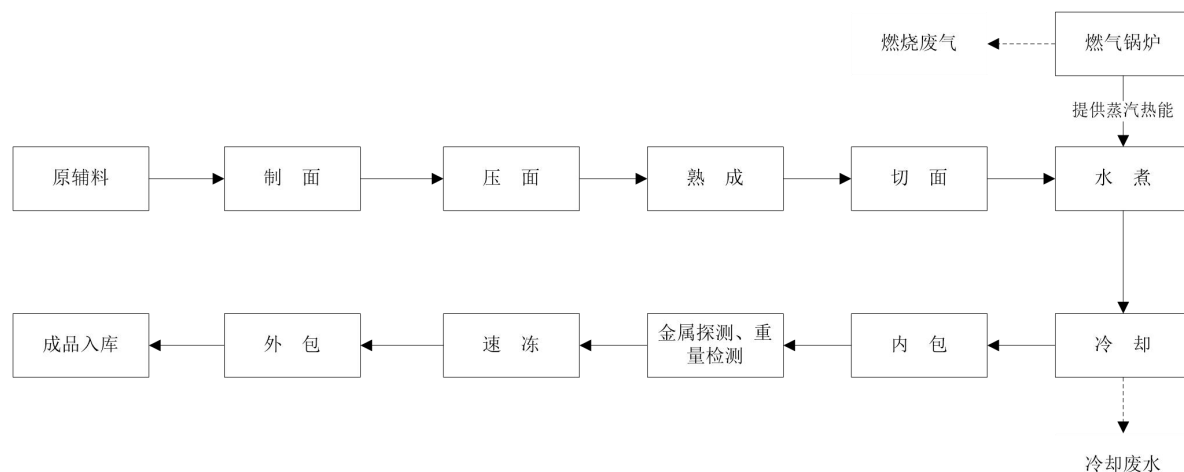 燃烧废气
燃气锅炉
提供蒸汽热能
原辅料
制 面
压 面
熟 成
切 面
水 煮
成品入库
外 包
速 冻
金属探测、重
量检测
内 包
冷 却
冷却废水